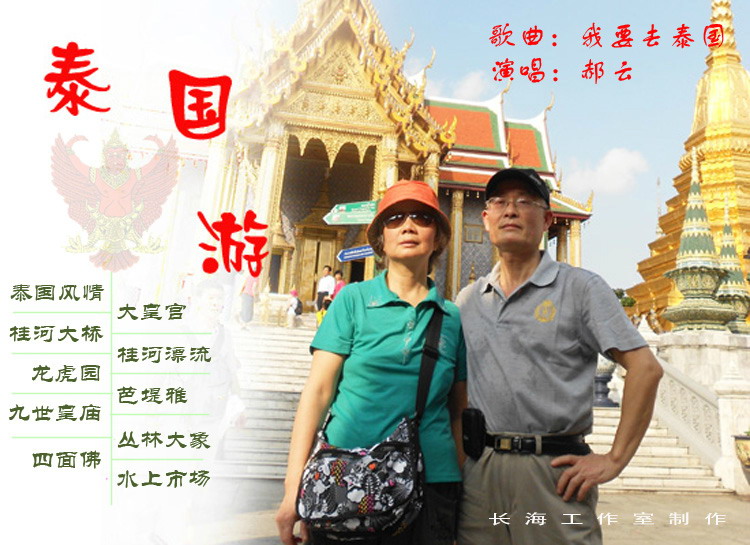 歌曲：我要去泰国
演唱：郝云
泰国游
泰国风情
大皇宫
桂河大桥
桂河漂流
龙虎园
芭堤雅
九世皇庙
丛林大象
四面佛
水上市场
长海工作室制作